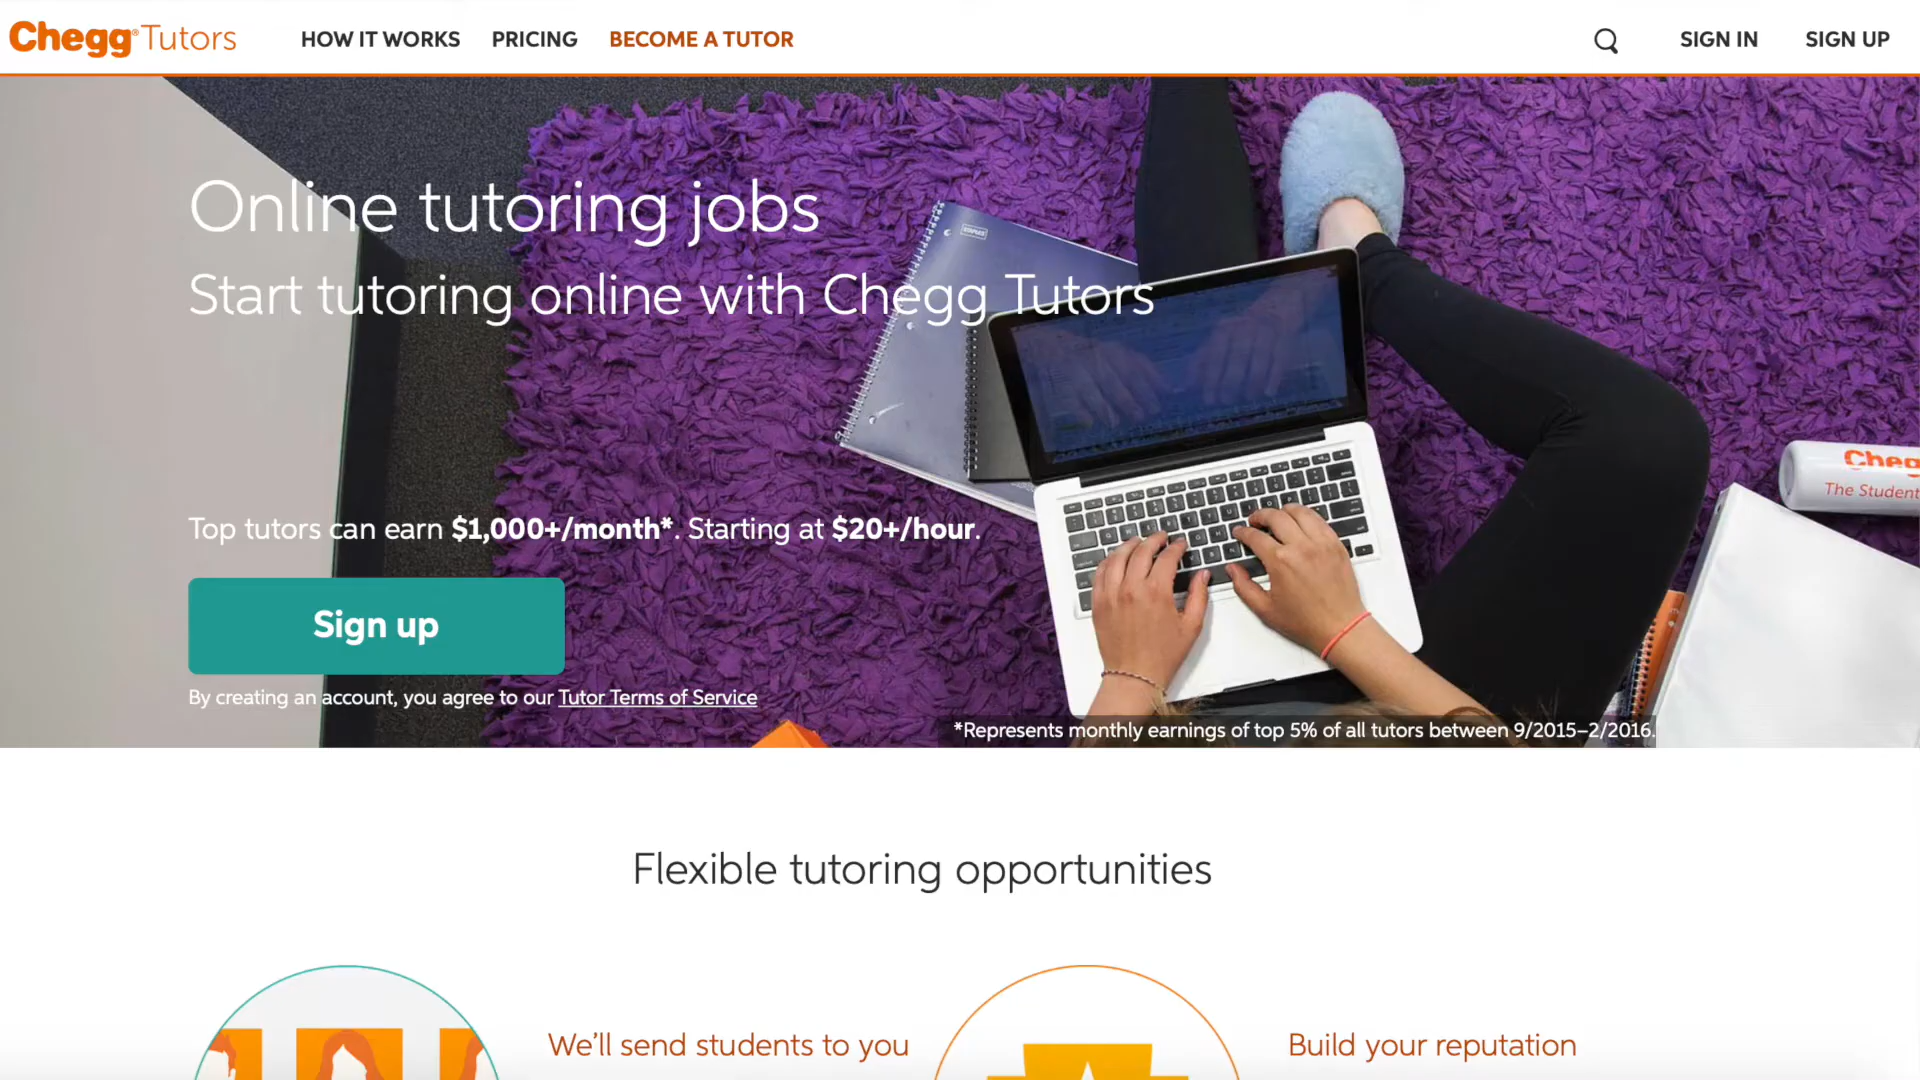 Chegg® Tutors
HOW IT WORKS
PRICING
BECOME A TUTOR
SIGN IN
SIGN UP
Online tutoring jobs
Start tutoring online with Chegg Tutors
Top tutors can earn $1,000+/month*. Starting at $20+/hour.
Sign up
By creating an account, you agree to our Tutor Terms of Service
*Represents monthly earnings of top 5% of all tutors between 9/2015–2/2016.
The Student
Flexible tutoring opportunities
We'll send students to you
Build your reputation